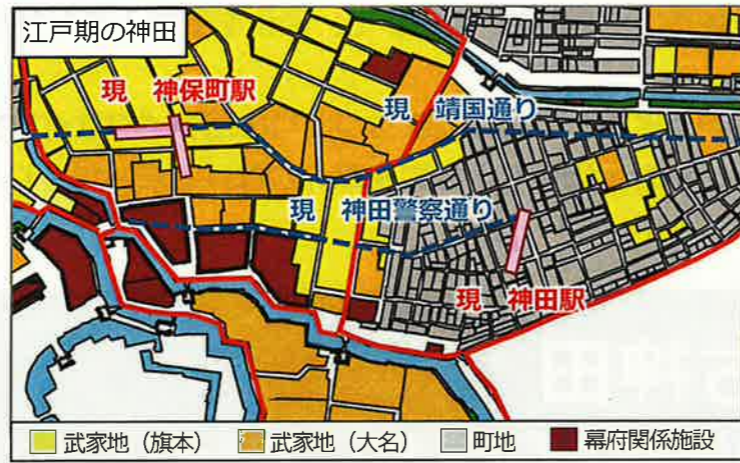 江戸期の神田
現 神保町駅
現 靖国通り
現 神田警察通り
現 神田駅
武家地（旗本）
武家地（大名）
町地
幕府関係施設